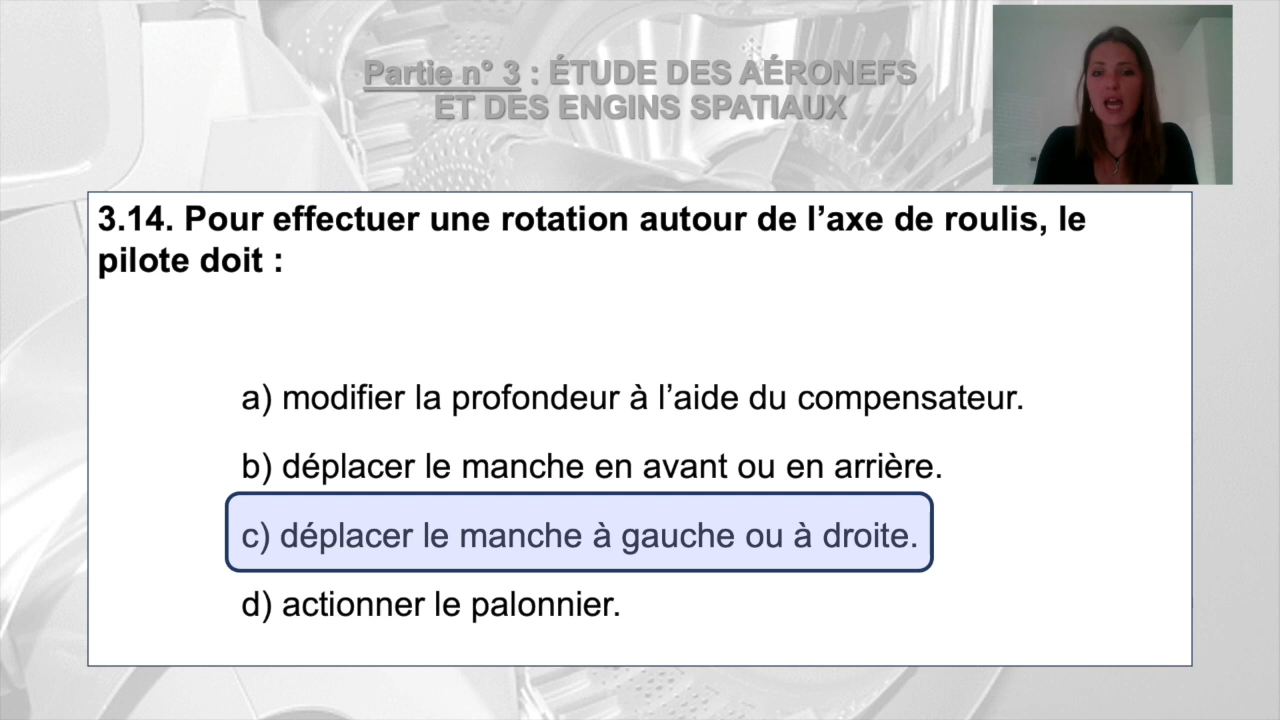 Partie n° 3 : ÉTUDE DES AÉRONEFS
ET DES ENGINS SPATIAUX
3.14. Pour effectuer une rotation autour de l’axe de roulis, le
pilote doit :
a) modifier la profondeur à l’aide du compensateur.
b) déplacer le manche en avant ou en arrière.
c) déplacer le manche à gauche ou à droite.
d) actionner le palonnier.